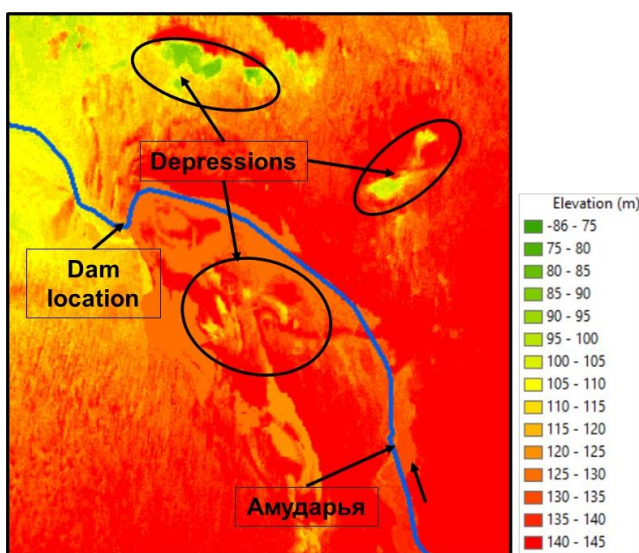 Depressions
Dam
location
Амударья
Elevation (m)
-86 - 75
75 - 80
80 - 85
85 - 90
90 - 95
95 - 100
100 - 105
105 - 110
110 - 115
115 - 120
120 - 125
125 - 130
130 - 135
135 - 140
140 - 145